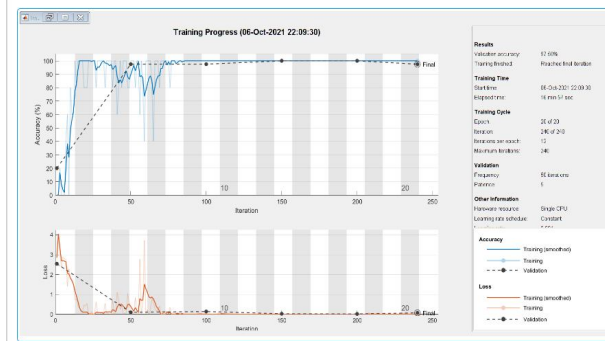 Training Progress (06-Oct-2021 22:09:30)
100
90
80
70
60
50
40
30
20
10
0
Accuracy (%)
0 50 100 150 200 250
10 20
Final
Iteration
4
3
2
1
0
Loss
0 50 100 150 200 250
10 20
Final
Iteration
Results
Validation accuracy: 97.50%
Training finished: Reached final iteration
Training Time
Start time: 06-Oct-2021 22:09:30
Elapsed time:
Training Cycle
Epoch: 20 of 20
Iteration: 240 of 240
Iterations per epoch: 12
Maximum iterations: 240
Validation
Frequency: 50 iterations
Patience: 5
Other Information
Hardware resource: Single CPU
Learning rate schedule: Constant
Accuracy
Training (smoothed)
Training
Validation
Loss
Training (smoothed)
Training
Validation